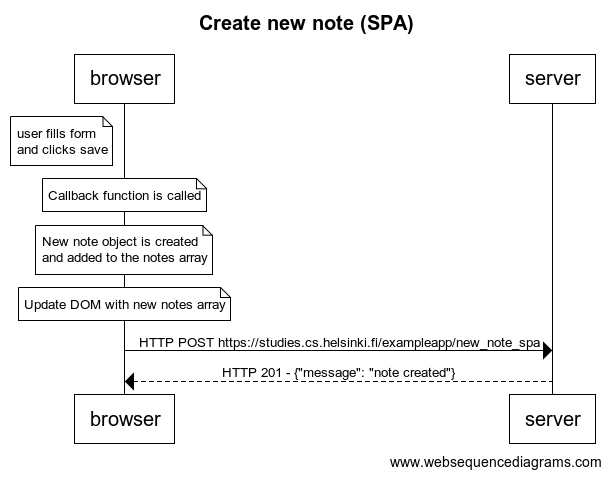 Create new note (SPA)
browser
server
user fills form
and clicks save
Callback function is called
New note object is created
and added to the notes array
Update DOM with new notes array
HTTP POST https://studies.cs.helsinki.fi/exampleapp/new_note_spa
HTTP 201 - {"message": "note created"}
browser
server
www.websequencediagrams.com